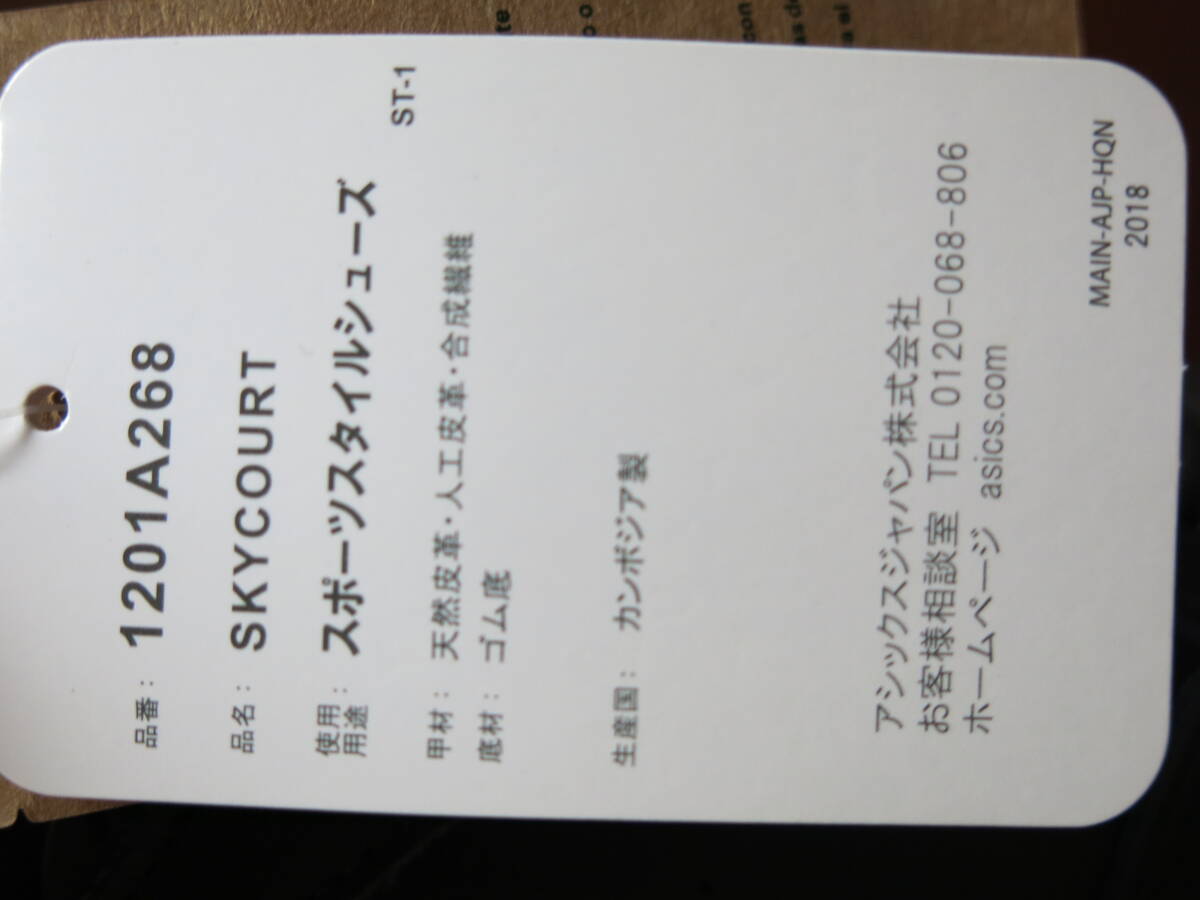 品番： 1201A268
品名： SKYCOURT
使用
用途： スポーツスタイルシューズ
ST-1
甲材： 天然皮革・人工皮革・合成繊維
底材： ゴム底
生産国： カンボジア製
アシックスジャパン株式会社
お客様相談室 TEL 0120-068-806
ホームページ asics.com
MAIN-AJP-HQN
2018